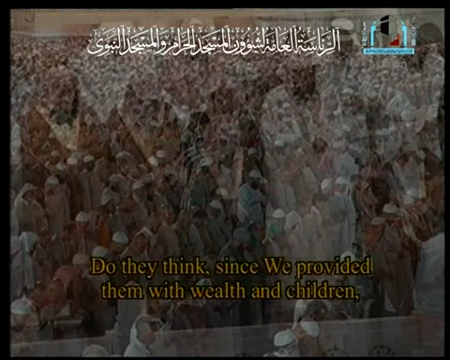 الرئاسة العامة لشؤون المسجد الحرام والمسجد النبوي
Do they think, since We provided
them with wealth and children,